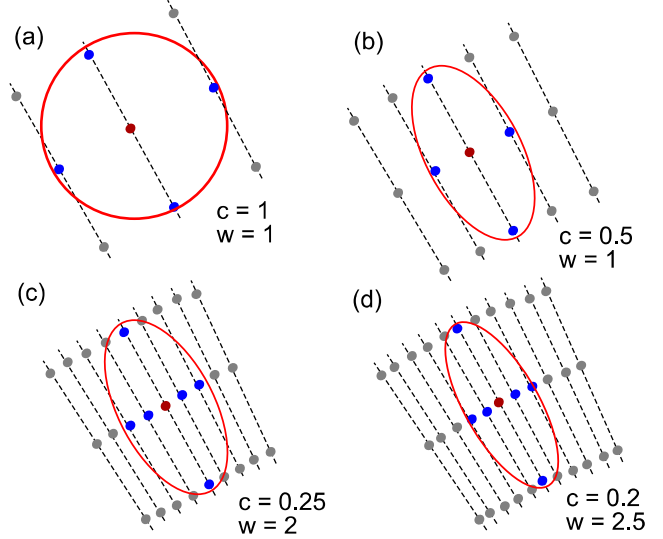 (a)
c = 1
w = 1
(b)
c = 0.5
w = 1
(c)
c = 0.25
w = 2
(d)
c = 0.2
w = 2.5